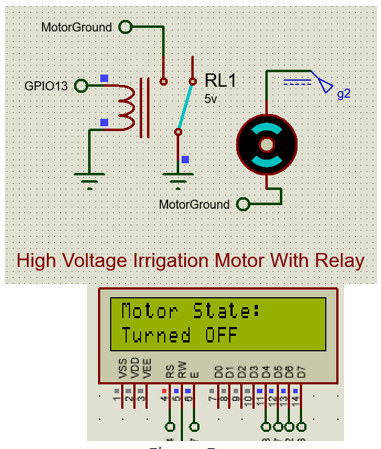 MotorGround
GPIO13
RL1
5v
g2
MotorGround
High Voltage Irrigation Motor With Relay
Motor State:
Turned OFF
VSS VDD VEE RS RW E D0 D1 D2 D3 D4 D5 D6 D7
1 2 3 4 5 6 7 8 9 10 11 12 13 14